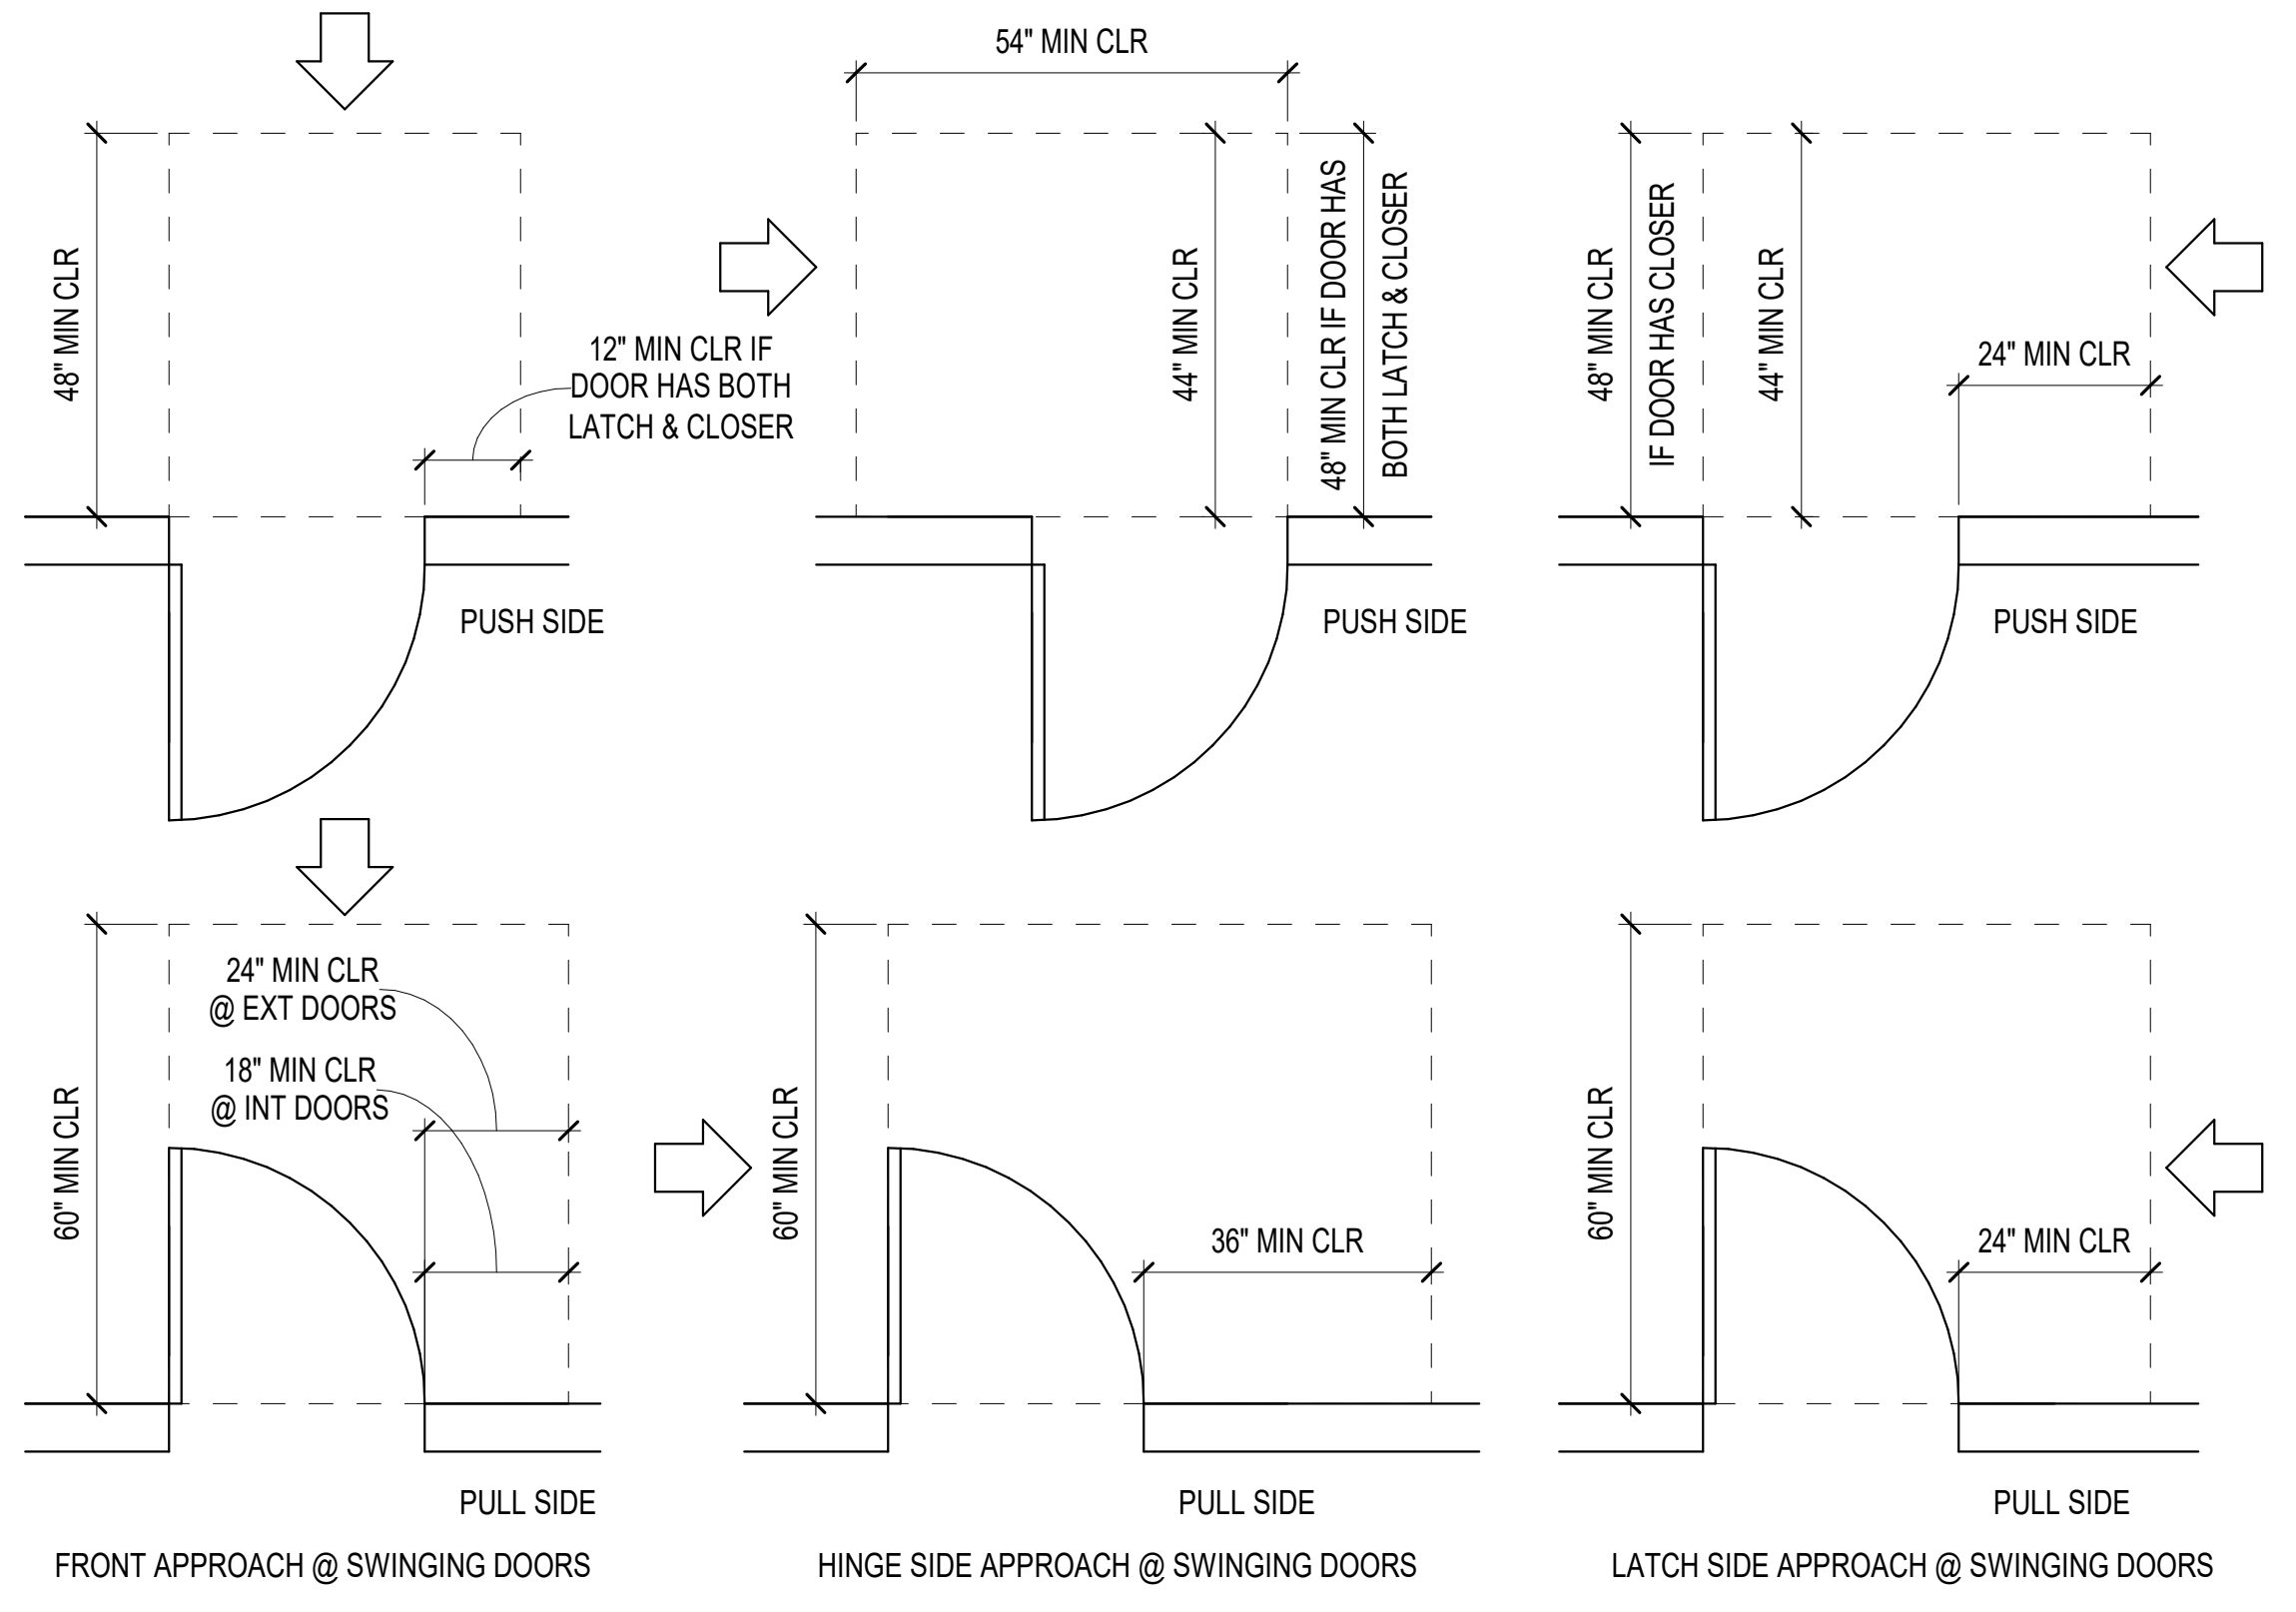 54" MIN CLR
48" MIN CLR
12" MIN CLR IF
DOOR HAS BOTH
LATCH & CLOSER
44" MIN CLR
48" MIN CLR IF DOOR HAS
BOTH LATCH & CLOSER
48" MIN CLR
IF DOOR HAS CLOSER
44" MIN CLR
24" MIN CLR
PUSH SIDE
PUSH SIDE
PUSH SIDE
60" MIN CLR
24" MIN CLR
@ EXT DOORS
18" MIN CLR
@ INT DOORS
60" MIN CLR
36" MIN CLR
60" MIN CLR
24" MIN CLR
PULL SIDE
PULL SIDE
PULL SIDE
FRONT APPROACH @ SWINGING DOORS
HINGE SIDE APPROACH @ SWINGING DOORS
LATCH SIDE APPROACH @ SWINGING DOORS